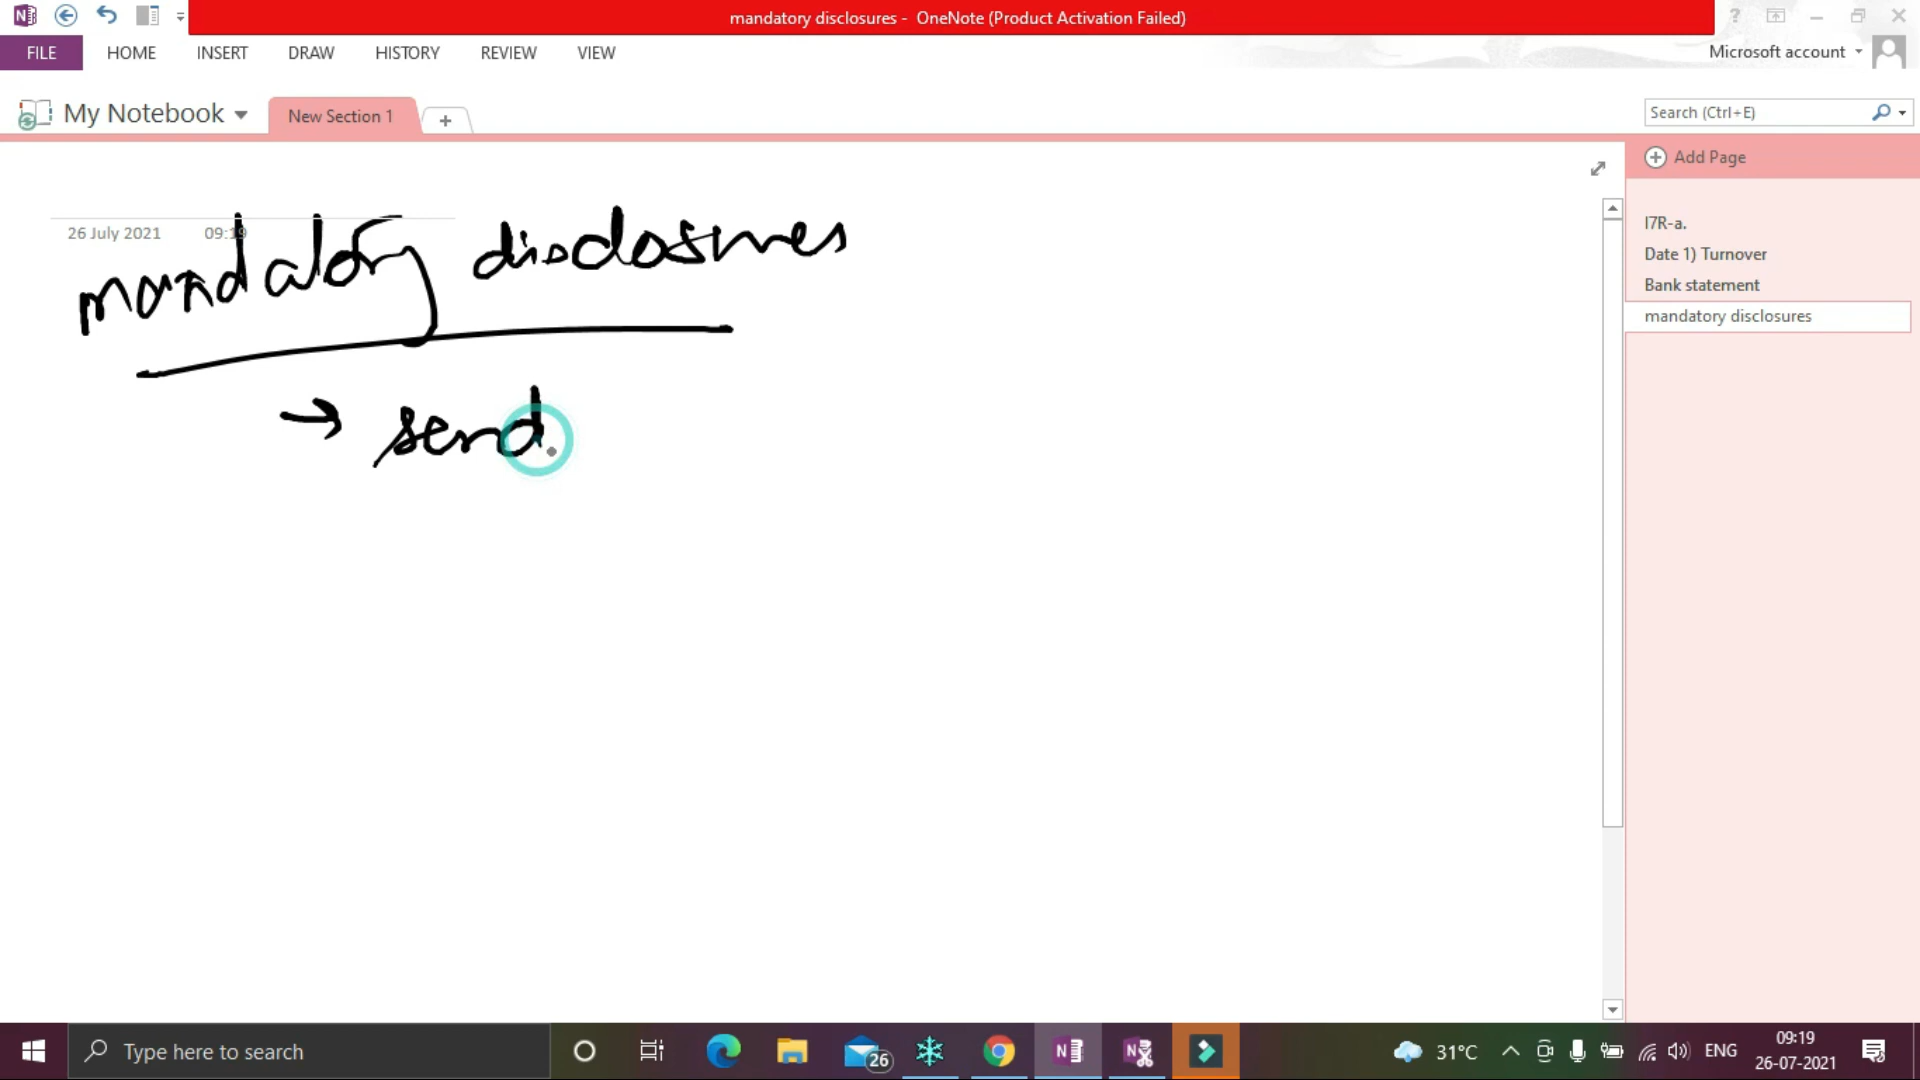 mandatory disclosures - OneNote (Product Activation Failed)
FILE HOME INSERT DRAW HISTORY REVIEW VIEW
Microsoft account
My Notebook
New Section 1
Search (Ctrl+E)
Add Page
I7R-a.
Date 1) Turnover
Bank statement
mandatory disclosures
26 July 2021 09:19
mandatory disclosures
→ send
Type here to search
26
31°C
ENG
09:19
26-07-2021